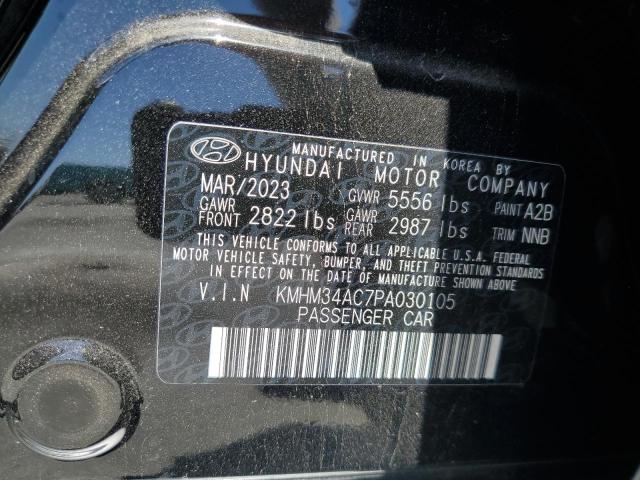 MANUFACTURED IN KOREA BY
HYUNDAI MOTOR COMPANY
MAR/2023 GVWR 5556 lbs PAINT A2B
GAWR FRONT 2822 lbs GAWR REAR 2987 lbs TRIM NNB
THIS VEHICLE CONFORMS TO ALL APPLICABLE U.S.A. FEDERAL
MOTOR VEHICLE SAFETY, BUMPER, AND THEFT PREVENTION STANDARDS
IN EFFECT ON THE DATE OF MANUFACTURE SHOWN ABOVE
V.I.N KMHM34AC7PA030105
PASSENGER CAR